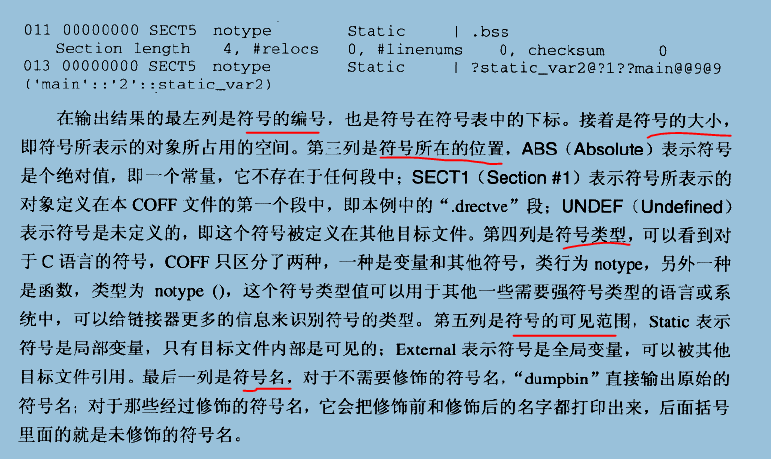 011 00000000 SECT5  notype       Static       | .bss
    Section length    4, #relocs    0, #linenums    0, checksum        0
013 00000000 SECT5  notype       Static       | ?static_var2@?1??main@@9@9
('main'::'2'::static_var2)
在输出结果的最左列是符号的编号，也是符号在符号表中的下标。接着是符号的大小，
即符号所表示的对象所占用的空间。第三列是符号所在的位置，ABS（Absolute）表示符号
是个绝对值，即一个常量，它不存在于任何段中；SECT1（Section #1）表示符号所表示的
对象定义在本 COFF 文件的第一个段中，即本例中的“.drectve”段；UNDEF（Undefined）
表示符号是未定义的，即这个符号被定义在其他目标文件。第四列是符号类型，可以看到对
于 C 语言的符号，COFF 只区分了两种，一种是变量和其他符号，类行为 notype，另外一种
是函数，类型为 notype ()，这个符号类型值可以用于其他一些需要强符号类型的语言或系
统中，可以给链接器更多的信息来识别符号的类型。第五列是符号的可见范围，Static 表示
符号是局部变量，只有目标文件内部是可见的；External 表示符号是全局变量，可以被其他
目标文件引用。最后一列是符号名，对于不需要修饰的符号名，“dumpbin”直接输出原始的
符号名；对于那些经过修饰的符号名，它会把修饰前和修饰后的名字都打印出来，后面括号
里面的就是未修饰的符号名。